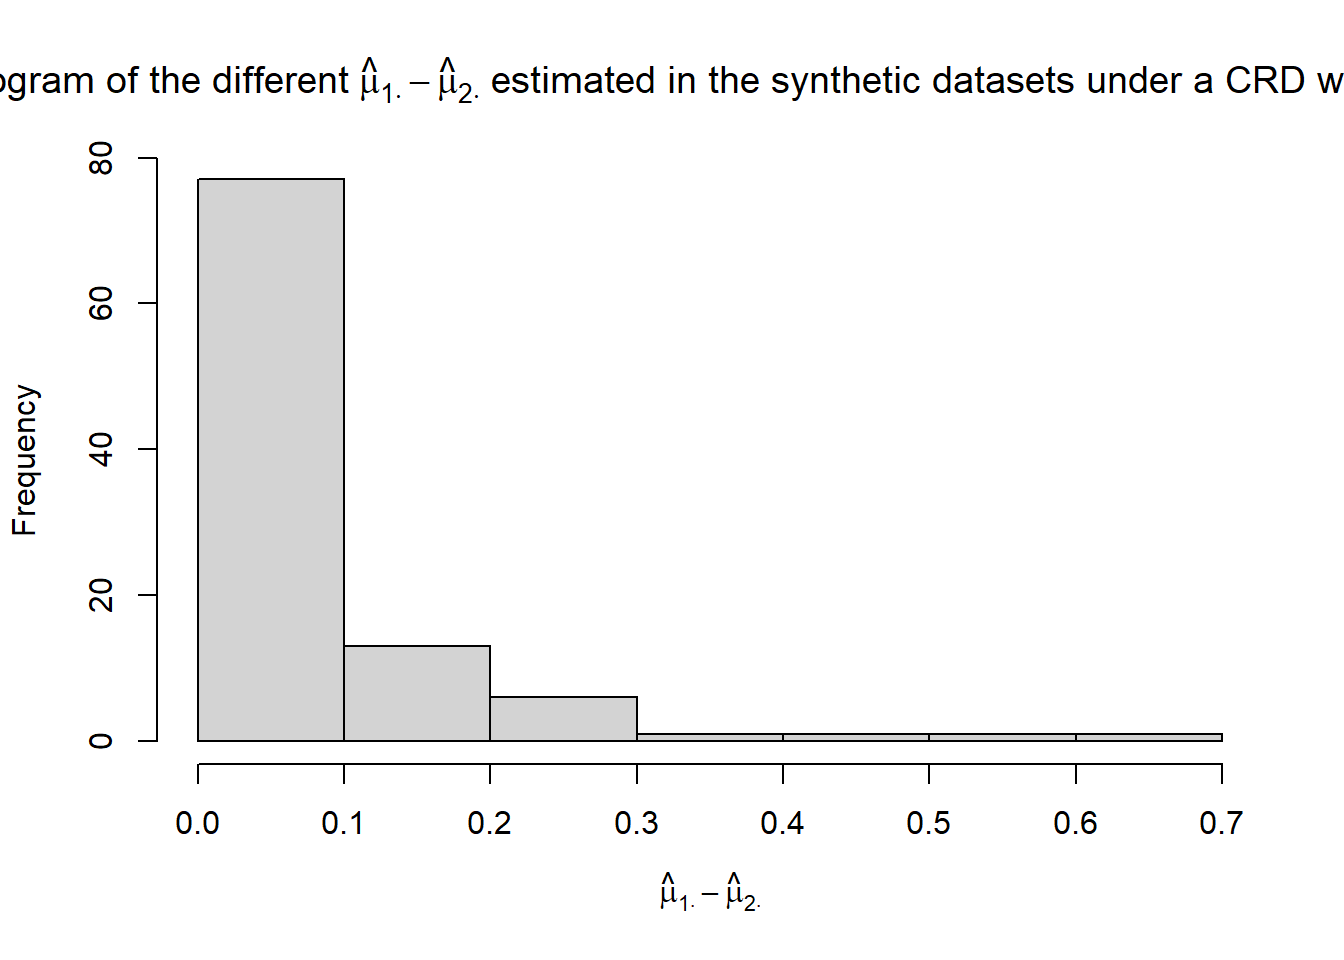 ogram of the different μ̂1. − μ̂2. estimated in the synthetic datasets under a CRD w
Frequency
80
60
40
20
0
0.0 0.1 0.2 0.3 0.4 0.5 0.6 0.7
μ̂1. − μ̂2.